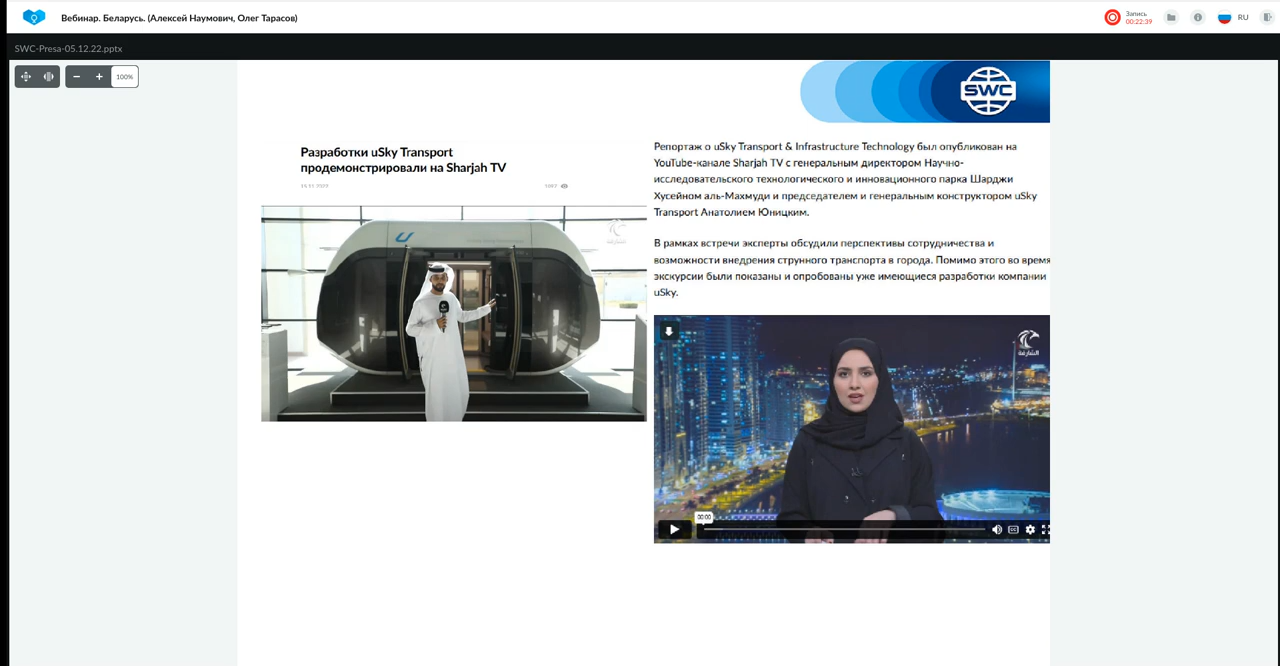 Вебинар. Беларусь. (Алексей Наумович, Олег Тарасов)
Запись
00:22:39
RU
SWC-Presa-05.12.22.pptx
100%
SWC
Разработки uSky Transport
продемонстрировали на Sharjah TV
Репортаж о uSky Transport & Infrastructure Technology был опубликован на
YouTube-канале Sharjah TV с генеральным директором Научно-
исследовательского технологического и инновационного парка Шарджи
Хусейном аль-Махмуди и председателем и генеральным конструктором uSky
Transport Анатолием Юницким.
В рамках встречи эксперты обсудили перспективы сотрудничества и
возможности внедрения струнного транспорта в города. Помимо этого во время
экскурсии были показаны и опробованы уже имеющиеся разработки компании
uSky.
الشارقة
00:00